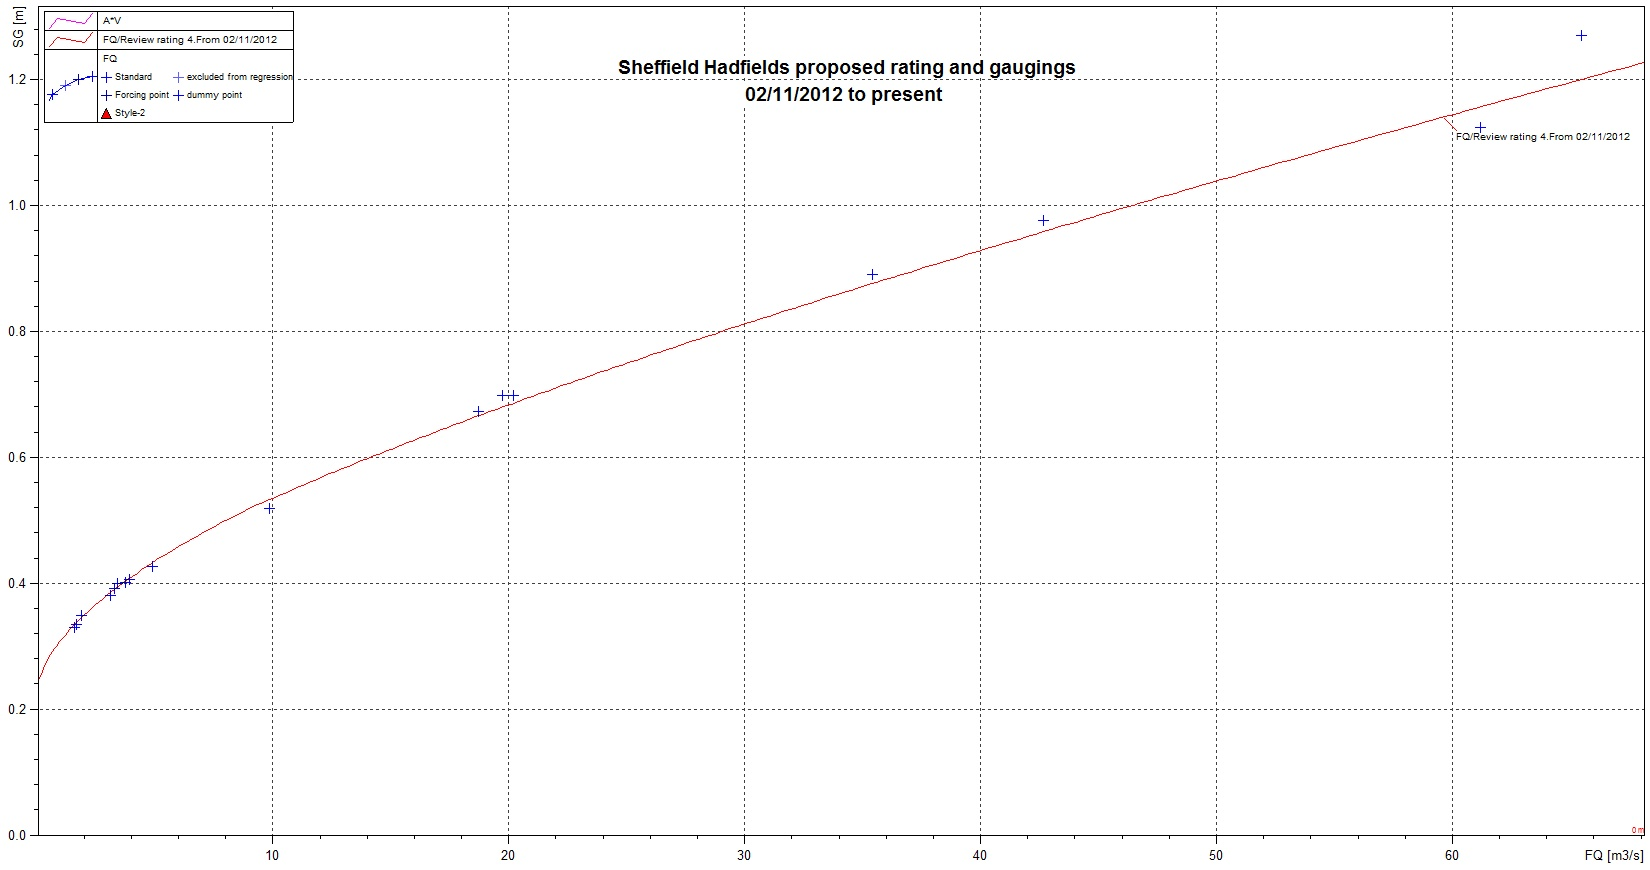 SG [m]
A*V
FQ/Review rating 4.From 02/11/2012
FQ
Standard excluded from regression
Forcing point dummy point
Style-2
Sheffield Hadfields proposed rating and gaugings
02/11/2012 to present
1.2
FQ/Review rating 4.From 02/11/2012
1.0
0.8
0.6
0.4
0.2
0.0
0 m
10 20 30 40 50 60 FQ [m3/s]